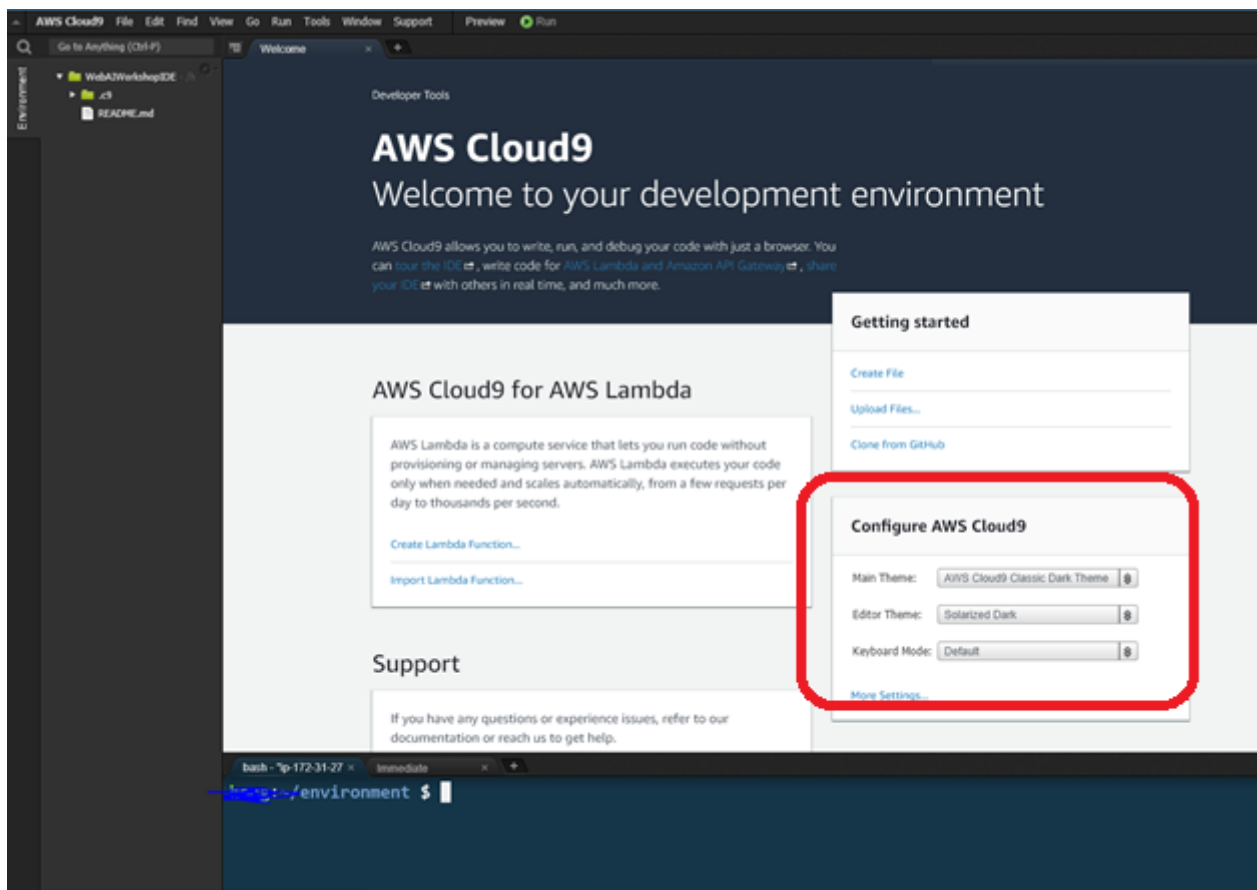 AWS Cloud9 File Edit Find View Go Run Tools Window Support Preview Run
Go to Anything (Ctrl-P)
Welcome
Environment
WebAIWorkshopIDE
.c9
README.md
Developer Tools
AWS Cloud9
Welcome to your development environment
AWS Cloud9 allows you to write, run, and debug your code with just a browser. You
can tour the IDE , write code for AWS Lambda and Amazon API Gateway , share
your IDE with others in real time, and much more.
Getting started
Create File
Upload Files...
Clone from GitHub
AWS Cloud9 for AWS Lambda
AWS Lambda is a compute service that lets you run code without
provisioning or managing servers. AWS Lambda executes your code
only when needed and scales automatically, from a few requests per
day to thousands per second.
Create Lambda Function...
Import Lambda Function...
Configure AWS Cloud9
Main Theme: AWS Cloud9 Classic Dark Theme
Editor Theme: Solarized Dark
Keyboard Mode: Default
More Settings...
Support
If you have any questions or experience issues, refer to our
documentation or reach us to get help.
bash - "ip-172-31-27 Immediate
:~/environment $